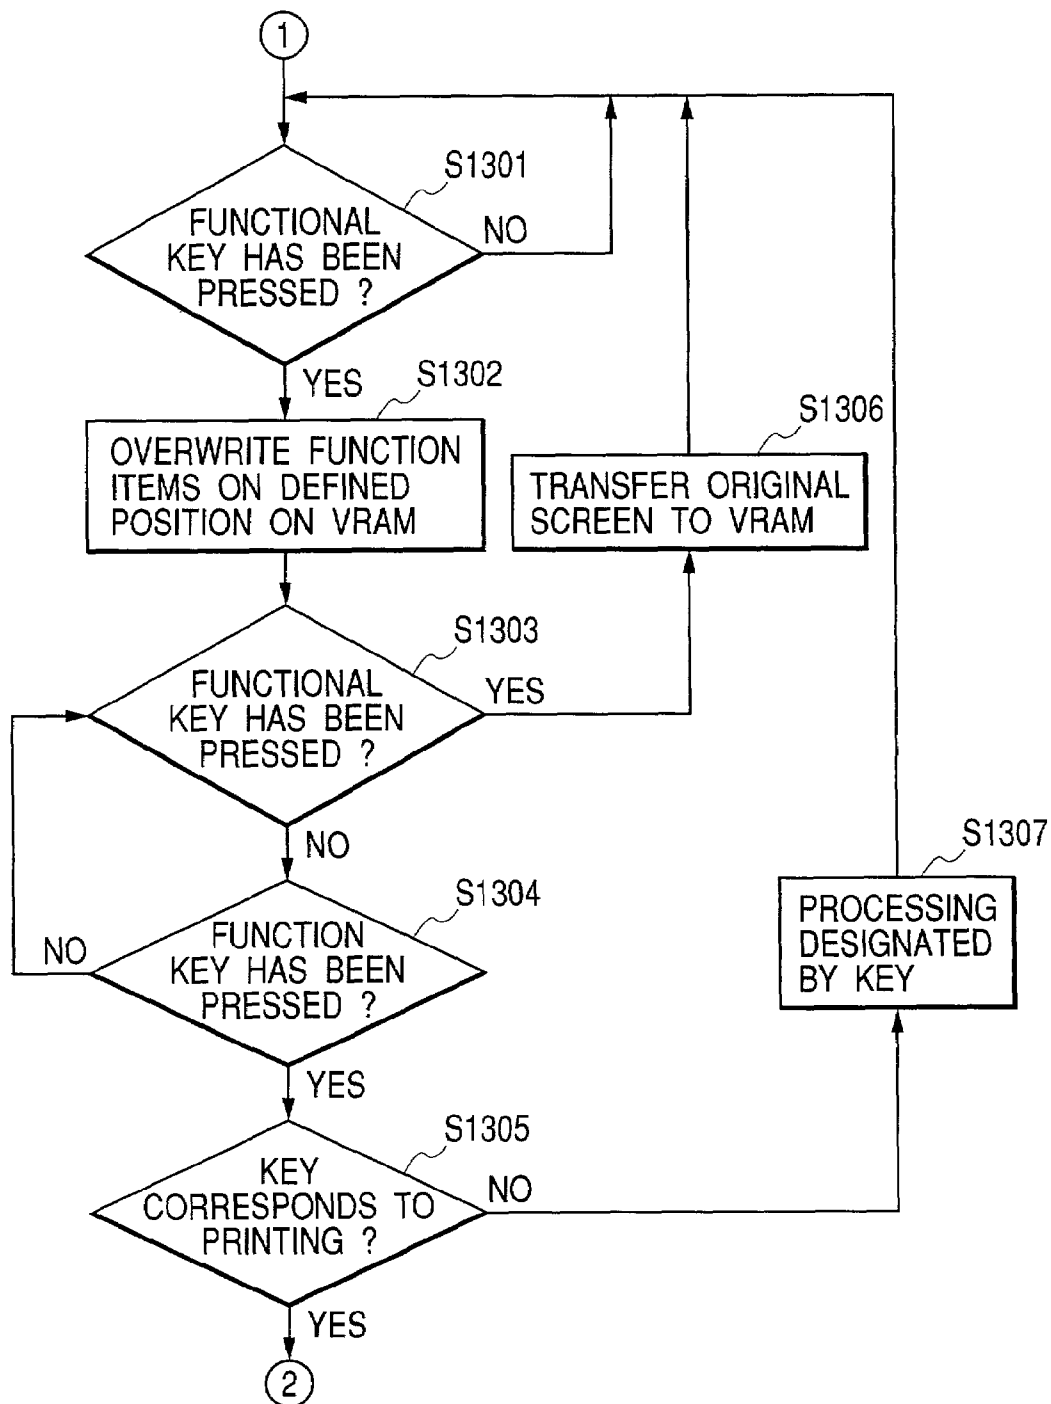 1
S1301
FUNCTIONAL
KEY HAS BEEN
PRESSED ?
NO
YES
S1302
OVERWRITE FUNCTION
ITEMS ON DEFINED
POSITION ON VRAM
S1306
TRANSFER ORIGINAL
SCREEN TO VRAM
S1303
FUNCTIONAL
KEY HAS BEEN
PRESSED ?
YES
NO
S1304
FUNCTION
KEY HAS BEEN
PRESSED ?
NO
YES
S1307
PROCESSING
DESIGNATED
BY KEY
S1305
KEY
CORRESPONDS TO
PRINTING ?
NO
YES
2